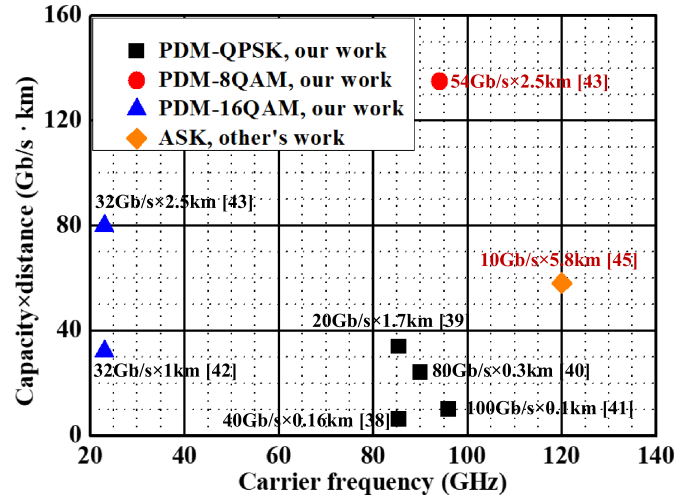 160
120
80
40
0
Capacity×distance (Gb/s · km)
PDM-QPSK, our work
PDM-8QAM, our work
PDM-16QAM, our work
ASK, other's work
54Gb/s×2.5km [43]
32Gb/s×2.5km [43]
10Gb/s×5.8km [45]
20Gb/s×1.7km [39]
32Gb/s×1km [42]
80Gb/s×0.3km [40]
40Gb/s×0.16km [38]
100Gb/s×0.1km [41]
20 40 60 80 100 120 140
Carrier frequency (GHz)